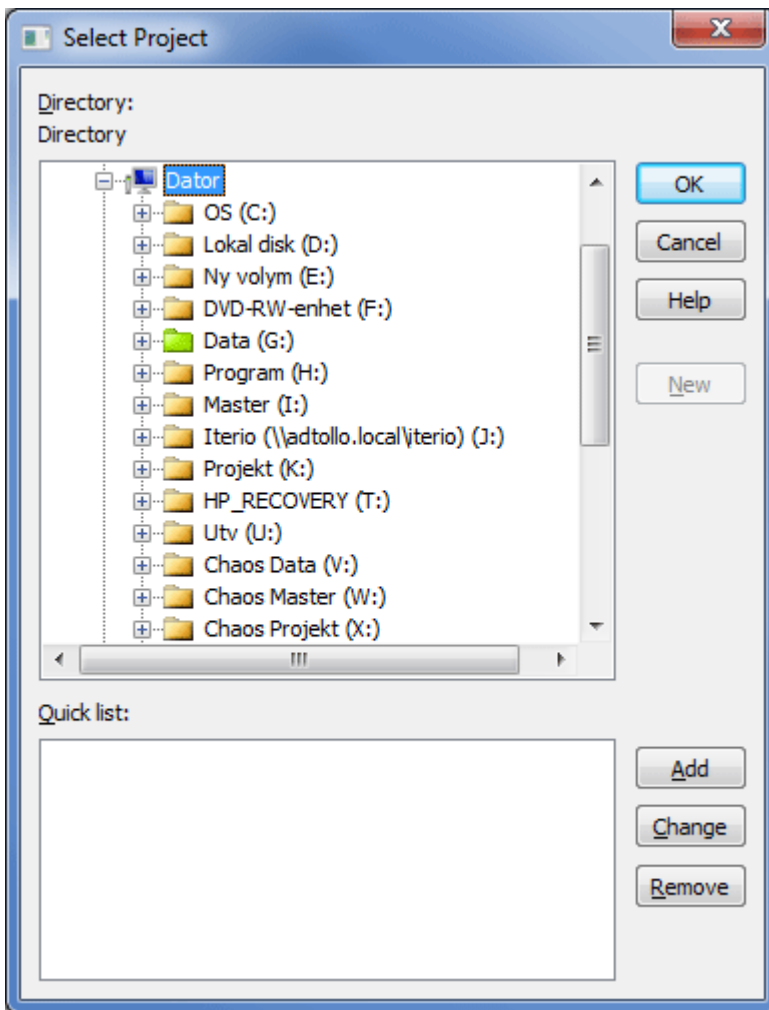 Select Project
Directory:
Directory
Dator
OS (C:)
Lokal disk (D:)
Ny volym (E:)
DVD-RW-enhet (F:)
Data (G:)
Program (H:)
Master (I:)
Iterio (\\adtollo.local\iterio) (J:)
Projekt (K:)
HP_RECOVERY (T:)
Utv (U:)
Chaos Data (V:)
Chaos Master (W:)
Chaos Projekt (X:)
OK
Cancel
Help
New
Quick list:
Add
Change
Remove